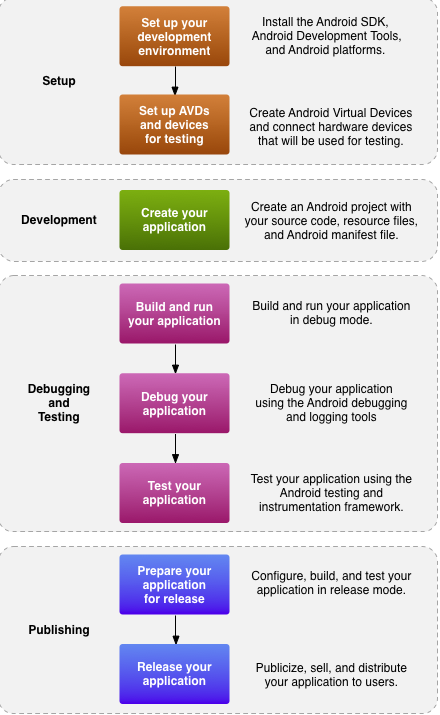 Setup
Set up your
development
environment
Install the Android SDK,
Android Development Tools,
and Android platforms.
Set up AVDs
and devices
for testing
Create Android Virtual Devices
and connect hardware devices
that will be used for testing.
Development
Create your
application
Create an Android project with
your source code, resource files,
and Android manifest file.
Debugging
and
Testing
Build and run
your application
Build and run your application
in debug mode.
Debug your
application
Debug your application
using the Android debugging
and logging tools
Test your
application
Test your application using the
Android testing and
instrumentation framework.
Publishing
Prepare your
application
for release
Configure, build, and test your
application in release mode.
Release your
application
Publicize, sell, and distribute
your application to users.